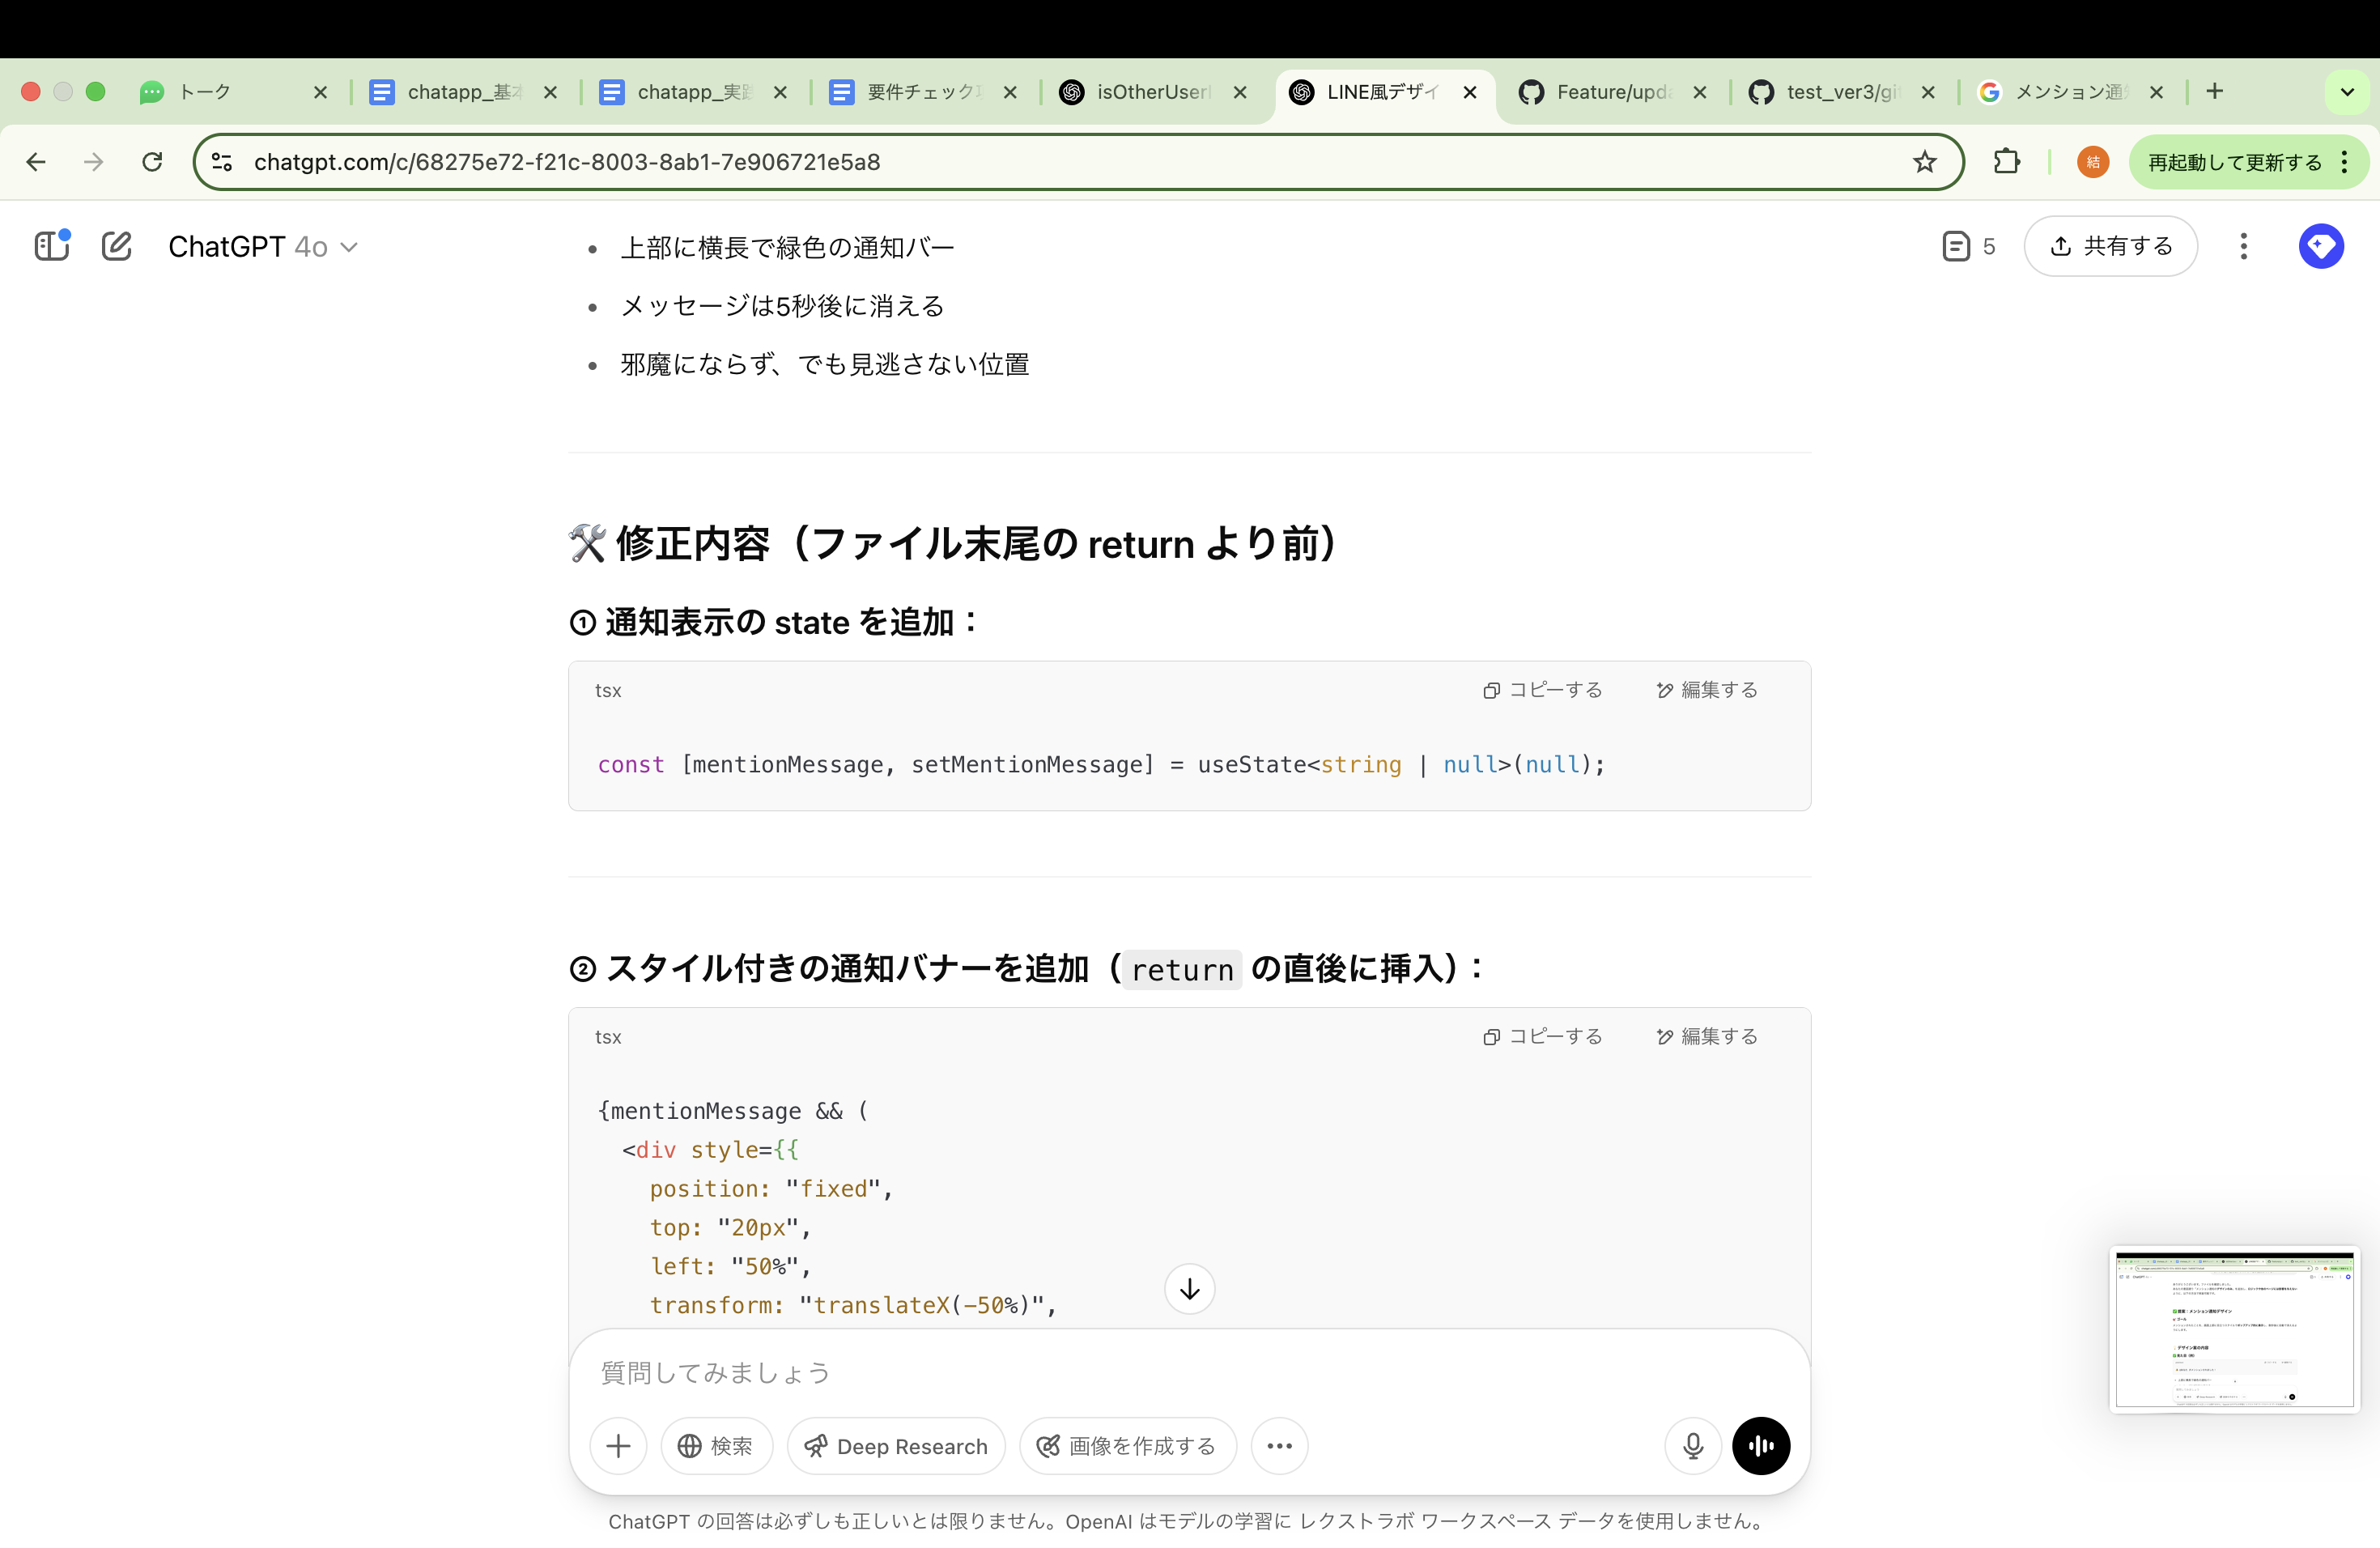 トーク
chatapp_基本
chatapp_実践
要件チェック項
isOtherUser
LINE風デザイ
Feature/upda
test_ver3/git
メンション通知
chatgpt.com/c/68275e72-f21c-8003-8ab1-7e906721e5a8
結
再起動して更新する
ChatGPT 4o
5
共有する
上部に横長で緑色の通知バー
メッセージは5秒後に消える
邪魔にならず、でも見逃さない位置
🛠 修正内容（ファイル末尾の return より前）
① 通知表示の state を追加：
tsx
コピーする
編集する
const [mentionMessage, setMentionMessage] = useState<string | null>(null);
② スタイル付きの通知バナーを追加（return の直後に挿入）：
tsx
コピーする
編集する
{mentionMessage && (
<div style={{
position: "fixed",
top: "20px",
left: "50%",
transform: "translateX(-50%)",
質問してみましょう
検索
Deep Research
画像を作成する
ChatGPT の回答は必ずしも正しいとは限りません。OpenAI はモデルの学習に レクストラボ ワークスペース データを使用しません。